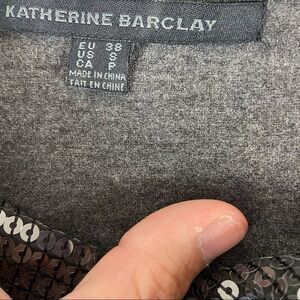 KATHERINE BARCLAY
EU 38
US S
CA P
MADE IN CHINA
FAIT EN CHINE